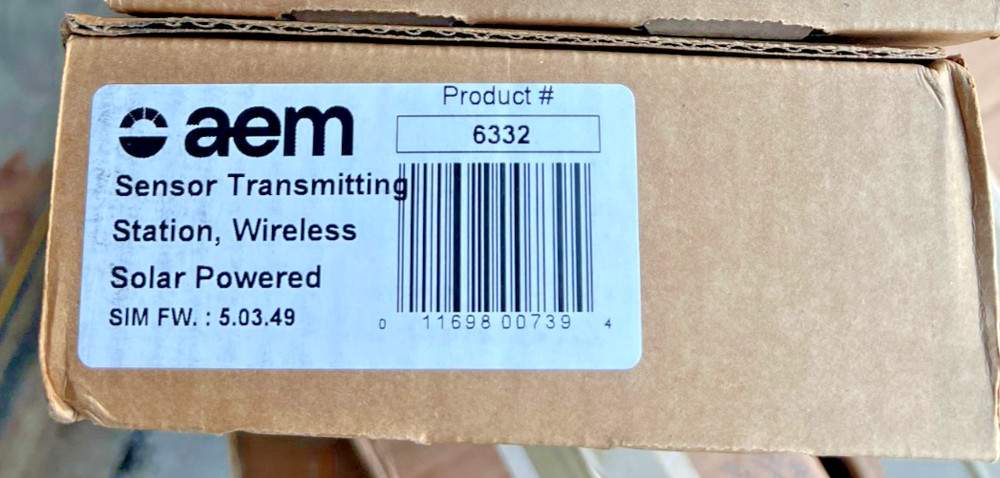 aem
Product #
6332
Sensor Transmitting
Station, Wireless
Solar Powered
SIM FW. : 5.03.49
0 11698 00739 4